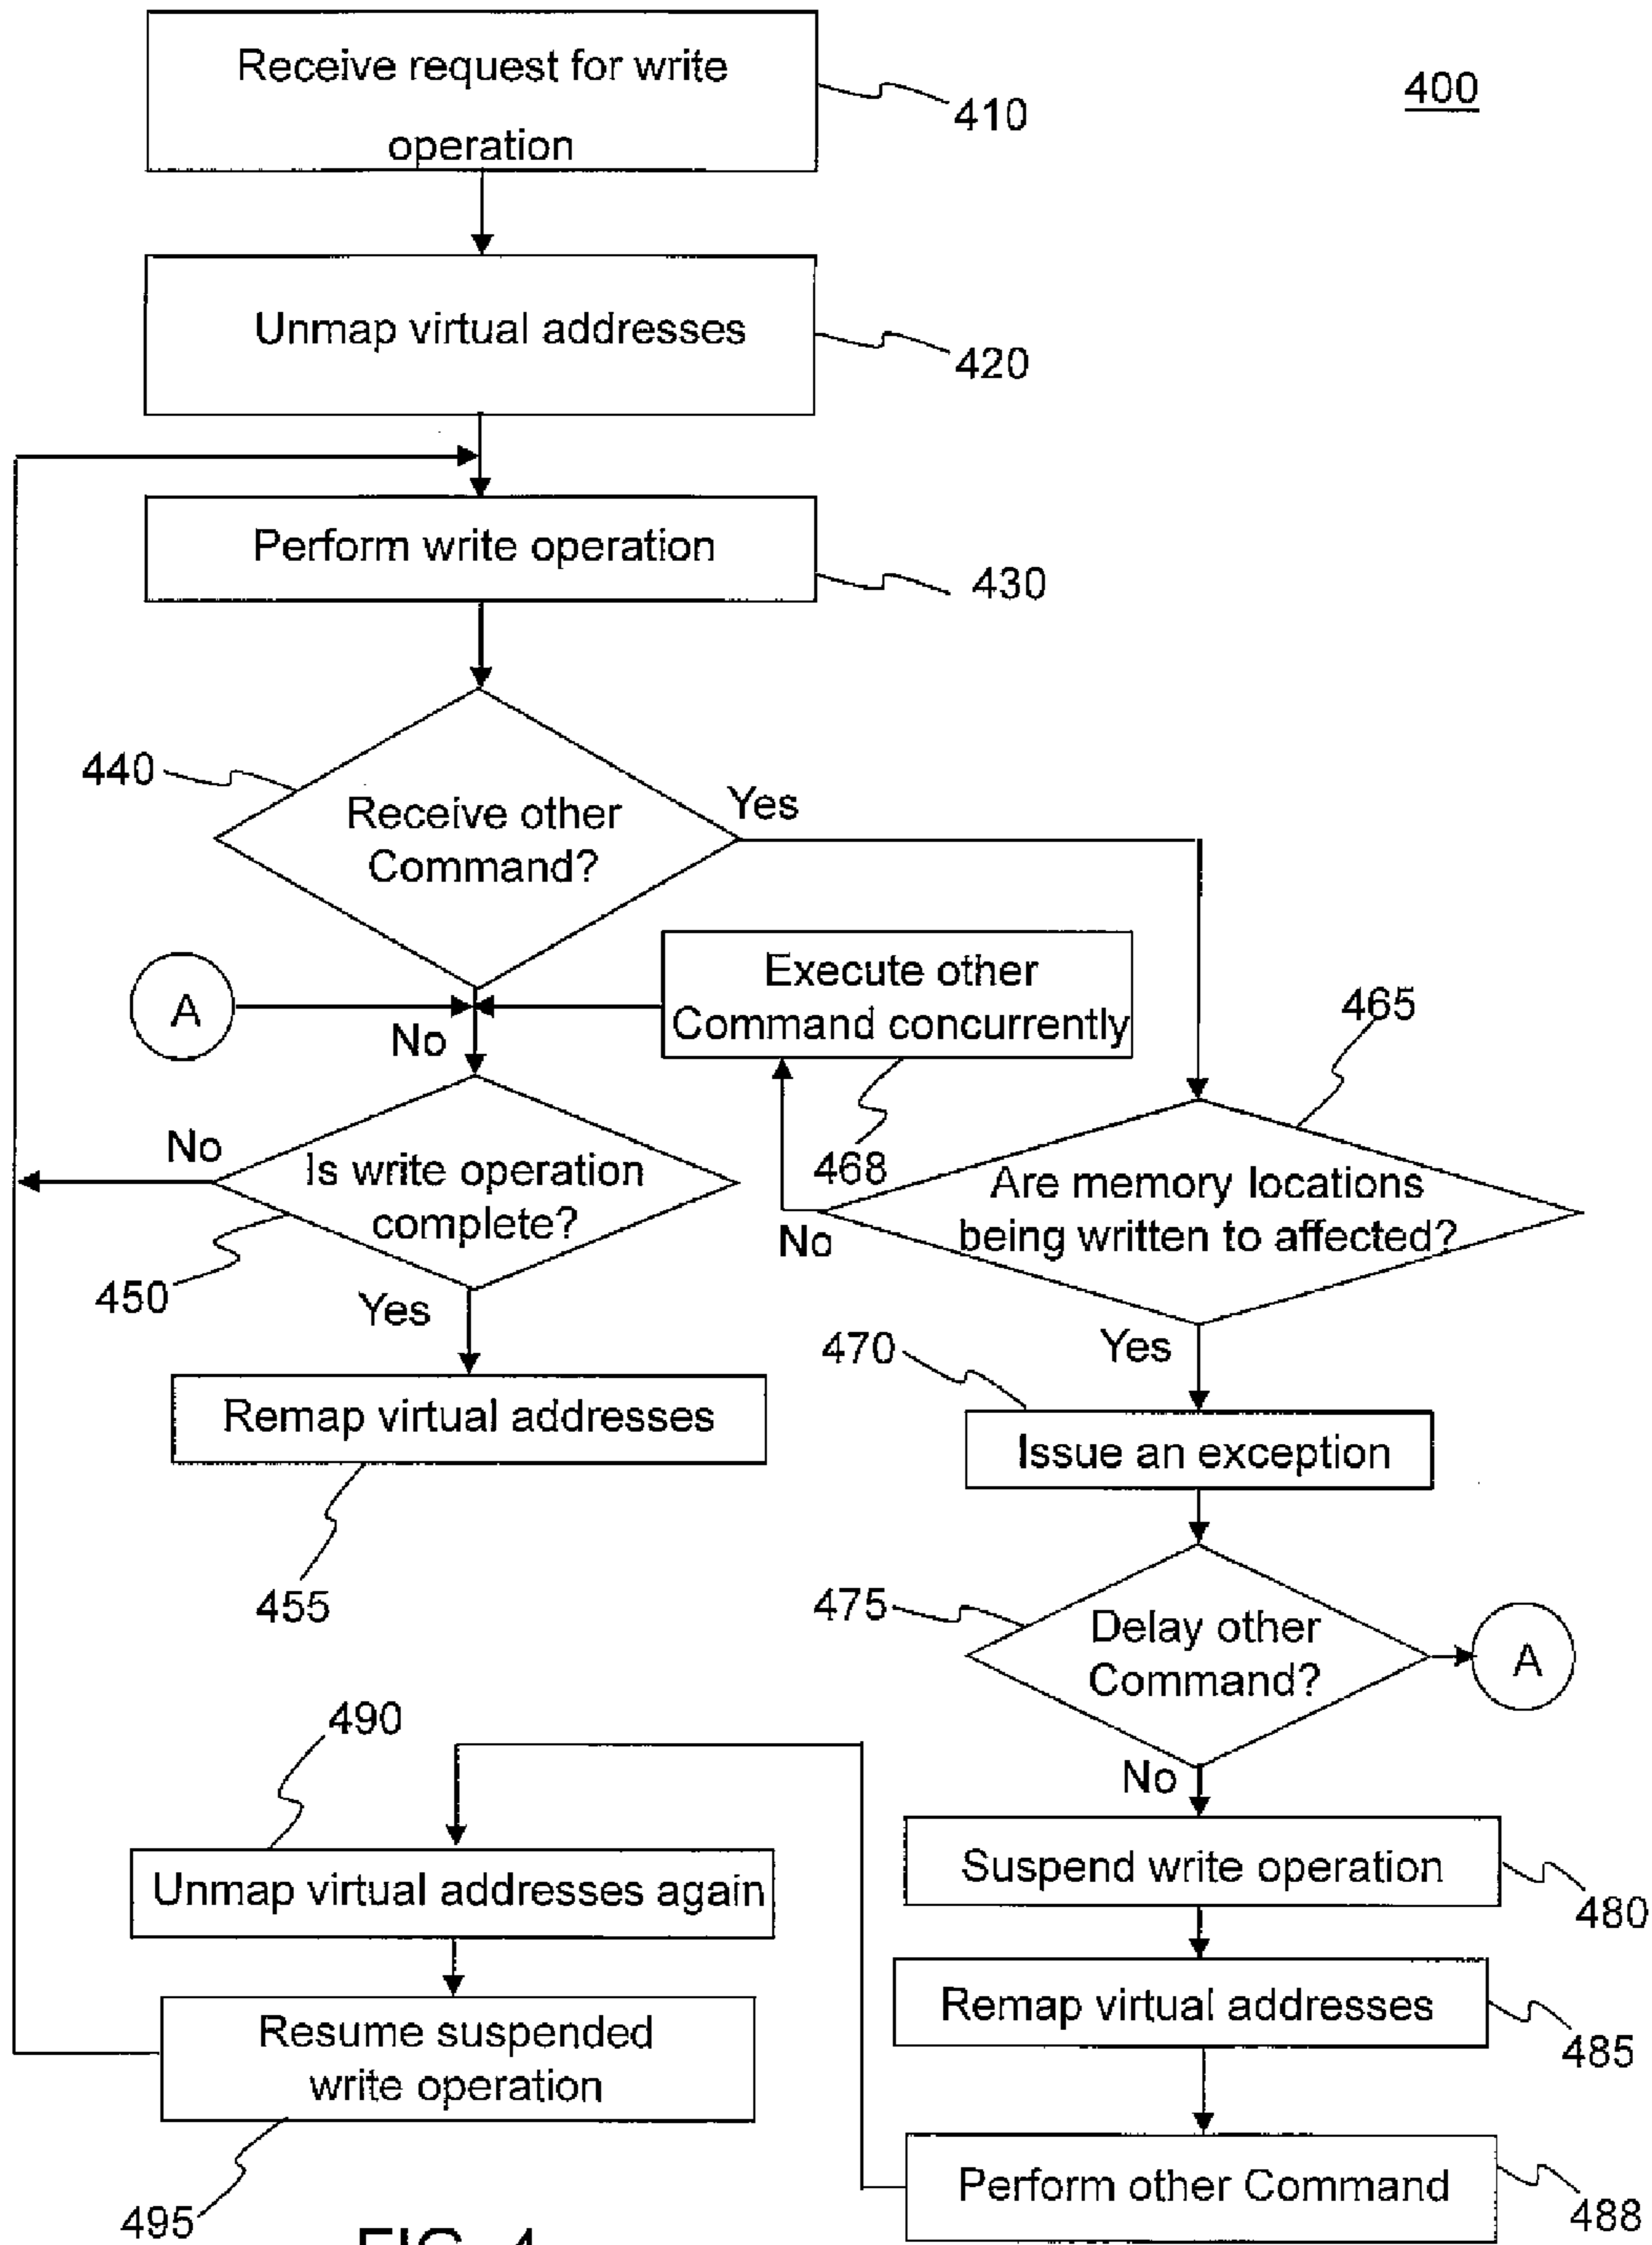 Receive request for write
operation
410
400
Unmap virtual addresses
420
Perform write operation
430
440
Receive other
Command?
Yes
A
No
Execute other
Command concurrently
468
465
No
Is write operation
complete?
450
Yes
Are memory locations
being written to affected?
No
Yes
Remap virtual addresses
455
470
Issue an exception
475
Delay other
Command?
A
No
490
Unmap virtual addresses again
Suspend write operation
480
Resume suspended
write operation
495
Remap virtual addresses
485
Perform other Command
488
FIG. 4